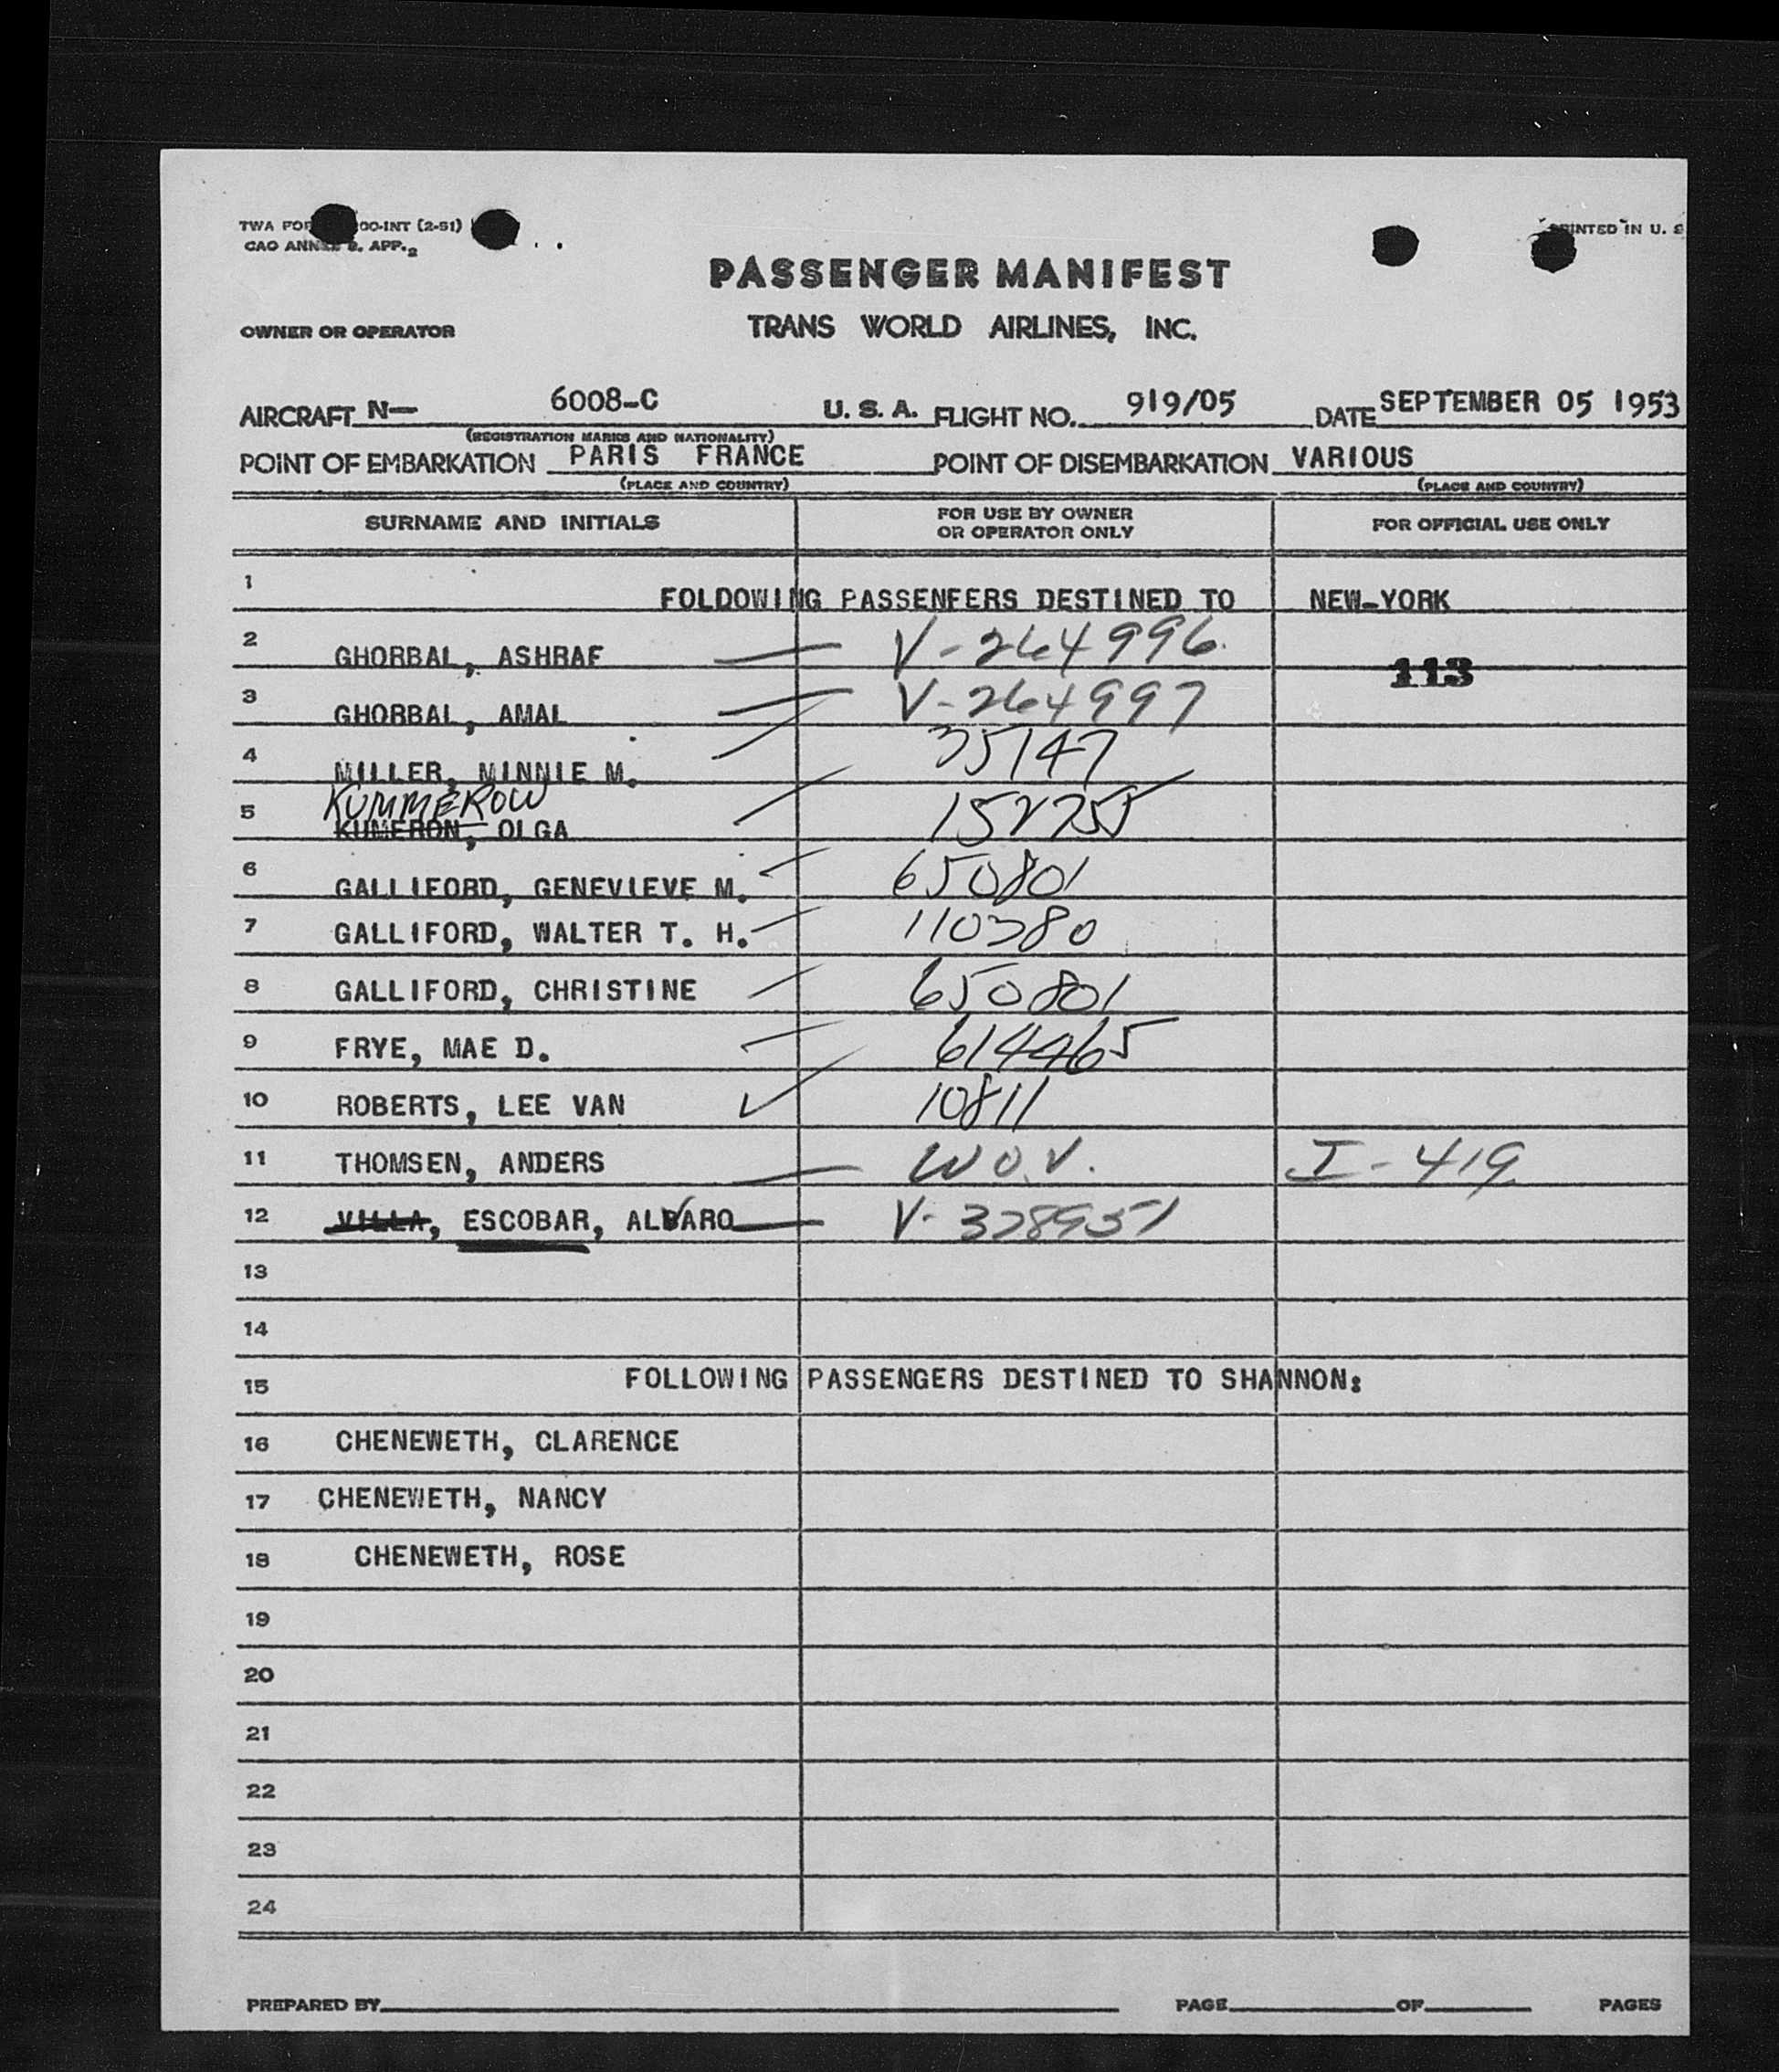 TWA FO 00-INT (2-51)
CAO ANN 9, APP. 2
PRINTED IN U. S
PASSENGER MANIFEST
OWNER OR OPERATOR TRANS WORLD AIRLINES, INC.
AIRCRAFT N— 6008-C U. S. A. FLIGHT NO. 919/05 DATE SEPTEMBER 05 1953
(REGISTRATION MARKS AND NATIONALITY)
POINT OF EMBARKATION PARIS FRANCE POINT OF DISEMBARKATION VARIOUS
(PLACE AND COUNTRY) (PLACE AND COUNTRY)
SURNAME AND INITIALS FOR USE BY OWNER OR OPERATOR ONLY FOR OFFICIAL USE ONLY
1 FOLDOWING PASSENFERS DESTINED TO NEW-YORK
2 GHORBAL, ASHRAF V-264996
113
3 GHORBAL, AMAL V-264997
4 MILLER, MINNIE M. 35147
KUMMEROW
5 KUMERON, OLGA 152755
6 GALLIFORD, GENEVIEVE M. 650801
7 GALLIFORD, WALTER T. H. 110380
8 GALLIFORD, CHRISTINE 650801
9 FRYE, MAE D. 614465
10 ROBERTS, LEE VAN 10811
11 THOMSEN, ANDERS W.O.V. I-419
12 VILLA, ESCOBAR, ALVARO V-328951
13
14
15 FOLLOWING PASSENGERS DESTINED TO SHANNON:
16 CHENEWETH, CLARENCE
17 CHENEWETH, NANCY
18 CHENEWETH, ROSE
19
20
21
22
23
24
PREPARED BY PAGE OF PAGES